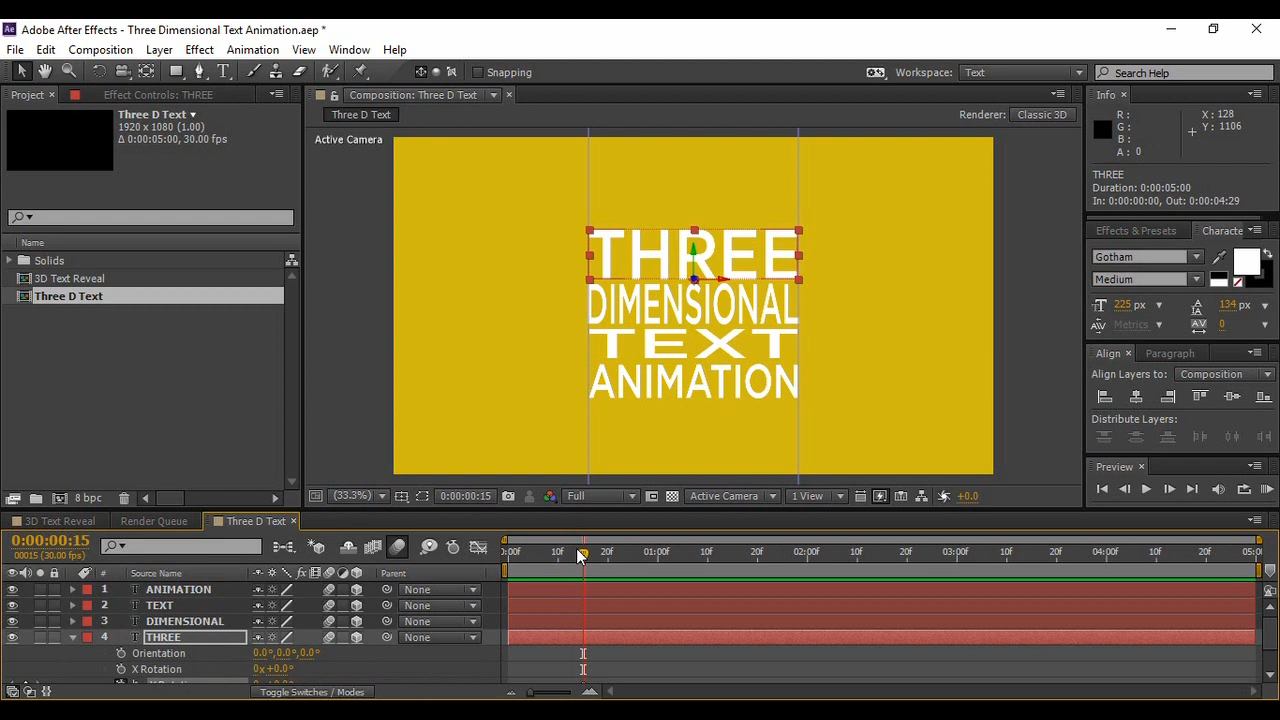 Ae Adobe After Effects - Three Dimensional Text Animation.aep *
File Edit Composition Layer Effect Animation View Window Help
Snapping
Workspace: Text
Search Help
Project × Effect Controls: THREE
Three D Text ▾
1920 x 1080 (1.00)
Δ 0:00:05:00, 30.00 fps
Name
Solids
3D Text Reveal
Three D Text
8 bpc
Composition: Three D Text
Three D Text
Renderer: Classic 3D
Active Camera
THREE
DIMENSIONAL
TEXT
ANIMATION
(33.3%) 0:00:00:15 Full Active Camera 1 View +0.0
Info ×
R :
G :
B :
A : 0
X : 128
Y : 1106
THREE
Duration: 0:00:05:00
In: 0:00:00:00, Out: 0:00:04:29
Effects & Presets Characte
Gotham
Medium
225 px 134 px
Metrics 0
Align × Paragraph
Align Layers to: Composition
Distribute Layers:
Preview ×
3D Text Reveal Render Queue Three D Text ×
0:00:00:15
00015 (30.00 fps)
0:00f 10f 20f 01:00f 10f 20f 02:00f 10f 20f 03:00f 10f 20f 04:00f 10f 20f 05:0
# Source Name Parent
1 T ANIMATION None
2 T TEXT None
3 T DIMENSIONAL None
4 T THREE None
Orientation 0.0°,0.0°,0.0°
X Rotation 0x+0.0°
Toggle Switches / Modes